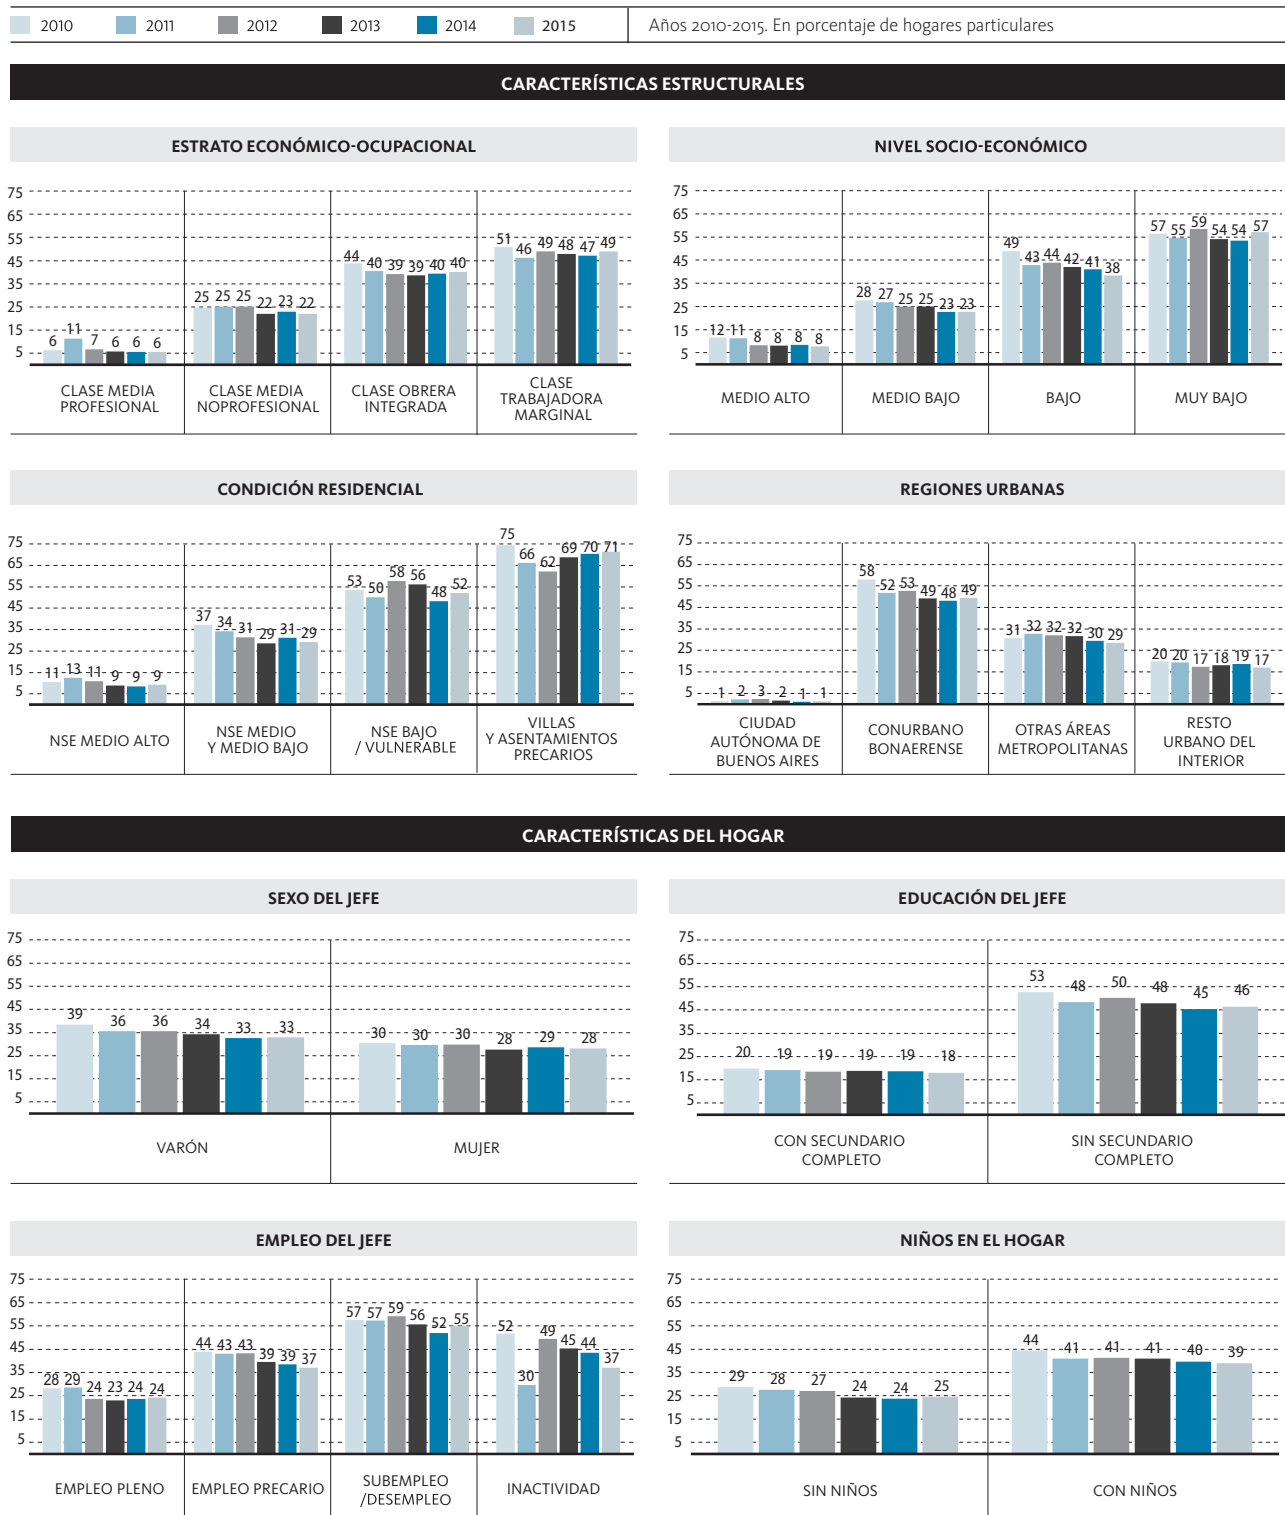 2010 2011 2012 2013 2014 2015 Años 2010-2015. En porcentaje de hogares particulares
CARACTERÍSTICAS ESTRUCTURALES
ESTRATO ECONÓMICO-OCUPACIONAL
75
65
55
45
35
25
15
5
6 11 7 6 6 6
25 25 25 22 23 22
44 40 39 39 40 40
51 46 49 48 47 49
CLASE MEDIA
PROFESIONAL
CLASE MEDIA
NOPROFESIONAL
CLASE OBRERA
INTEGRADA
CLASE
TRABAJADORA
MARGINAL
NIVEL SOCIO-ECONÓMICO
75
65
55
45
35
25
15
5
12 11 8 8 8 8
28 27 25 25 23 23
49 43 44 42 41 38
57 55 59 54 54 57
MEDIO ALTO
MEDIO BAJO
BAJO
MUY BAJO
CONDICIÓN RESIDENCIAL
75
65
55
45
35
25
15
5
11 13 11 9 9 9
37 34 31 29 31 29
53 50 58 56 48 52
75 66 62 69 70 71
NSE MEDIO ALTO
NSE MEDIO
Y MEDIO BAJO
NSE BAJO
/ VULNERABLE
VILLAS
Y ASENTAMIENTOS
PRECARIOS
REGIONES URBANAS
75
65
55
45
35
25
15
5
1 2 3 2 1 1
58 52 53 49 48 49
31 32 32 32 30 29
20 20 17 18 19 17
CIUDAD
AUTÓNOMA DE
BUENOS AIRES
CONURBANO
BONAERENSE
OTRAS ÁREAS
METROPOLITANAS
RESTO
URBANO DEL
INTERIOR
CARACTERÍSTICAS DEL HOGAR
SEXO DEL JEFE
75
65
55
45
35
25
15
5
39 36 36 34 33 33
30 30 30 28 29 28
VARÓN
MUJER
EDUCACIÓN DEL JEFE
75
65
55
45
35
25
15
5
20 19 19 19 19 18
53 48 50 48 45 46
CON SECUNDARIO
COMPLETO
SIN SECUNDARIO
COMPLETO
EMPLEO DEL JEFE
75
65
55
45
35
25
15
5
28 29 24 23 24 24
44 43 43 39 39 37
57 57 59 56 52 55
52 30 49 45 44 37
EMPLEO PLENO
EMPLEO PRECARIO
SUBEMPLEO
/DESEMPLEO
INACTIVIDAD
NIÑOS EN EL HOGAR
75
65
55
45
35
25
15
5
29 28 27 24 24 25
44 41 41 41 40 39
SIN NIÑOS
CON NIÑOS